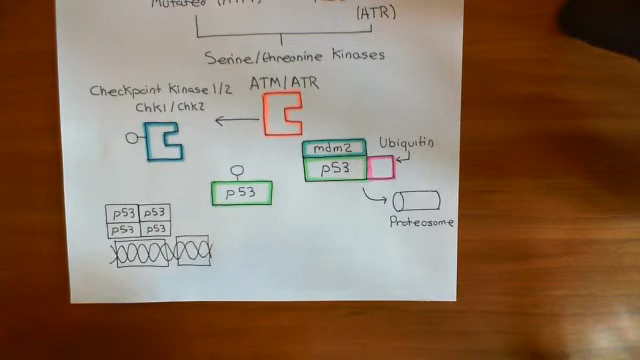 Mutated
(ATR)
Serine/threonine Kinases
Checkpoint Kinase 1/2
Chk1/Chk2
ATM/ATR
mdm2
p53
Ubiquitin
p53
Proteosome
p53 p53
p53 p53